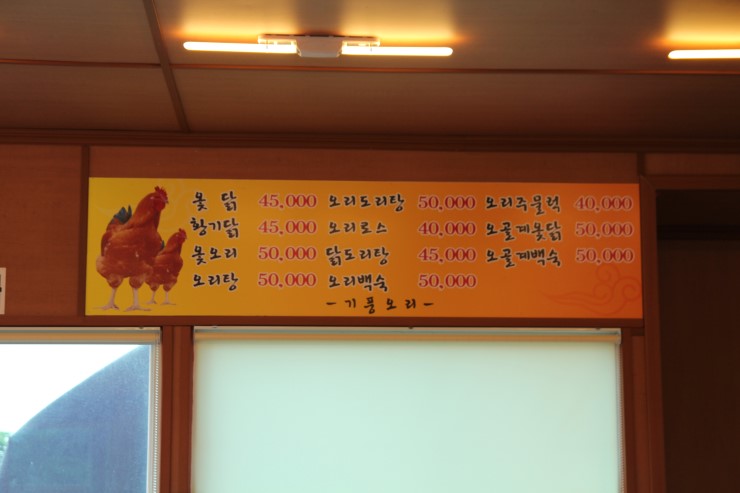 옻 닭 45,000 오리도리탕 50,000 오리주물럭 40,000
황기닭 45,000 오리로스 40,000 오골계옻닭 50,000
옻오리 50,000 닭도리탕 45,000 오골계백숙 50,000
오리탕 50,000 오리백숙 50,000
- 기 풍 오 리 -